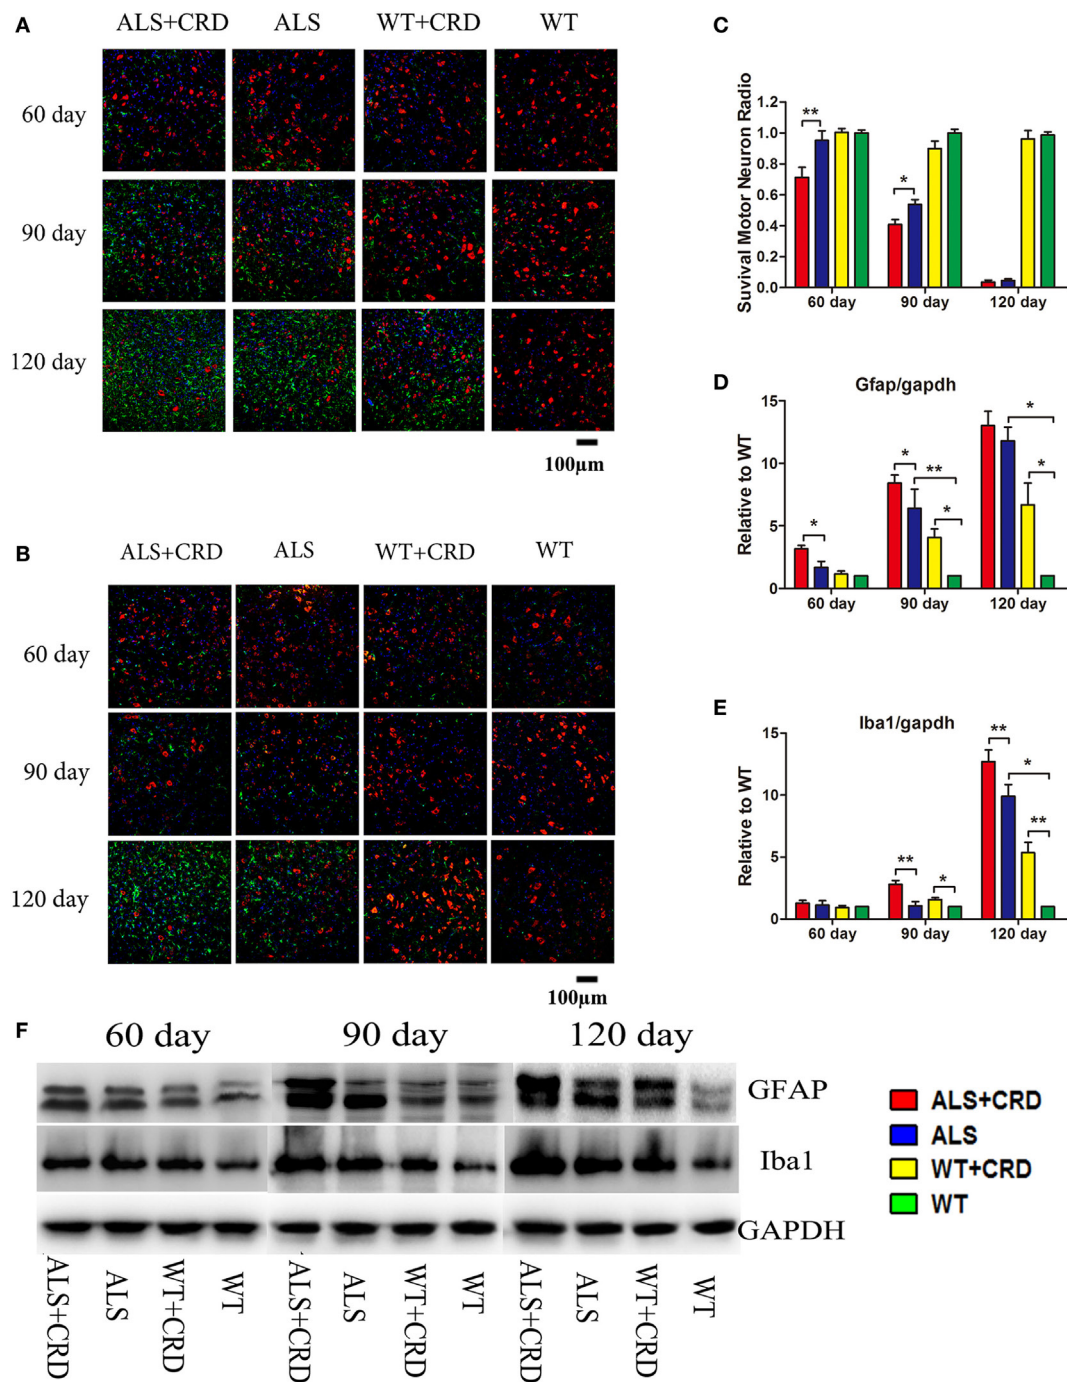 A
ALS+CRD ALS WT+CRD WT
60 day
90 day
120 day
100μm
B
ALS+CRD ALS WT+CRD WT
60 day
90 day
120 day
100μm
C
Suvival Motor Neuron Radio
1.2
1.0
0.8
0.6
0.4
0.2
0.0
**
*
60 day 90 day 120 day
D
Gfap/gapdh
Relative to WT
15
10
5
0
*
*
**
*
*
*
60 day 90 day 120 day
E
Iba1/gapdh
Relative to WT
15
10
5
0
**
*
**
*
**
60 day 90 day 120 day
F
60 day 90 day 120 day
GFAP
Iba1
GAPDH
ALS+CRD ALS WT+CRD WT ALS+CRD ALS WT+CRD WT ALS+CRD ALS WT+CRD WT
ALS+CRD
ALS
WT+CRD
WT